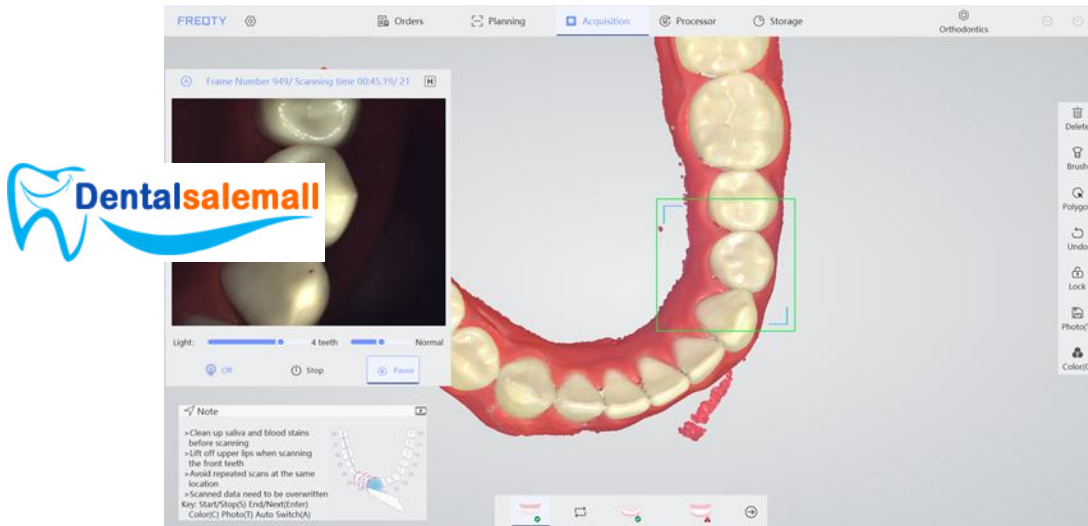 FREQTY
Orders
Planning
Acquisition
Processor
Storage
Orthodontics
Frame Number 949/ Scanning time 00:45.19/ 21
H
Dentalsalemall
Light:
4 teeth
Normal
Off
Stop
Pause
Note
>Clean up saliva and blood stains
before scanning
>Lift off upper lips when scanning
the front teeth
>Avoid repeated scans at the same
location
>Scanned data need to be overwritten
Key: Start/Stop(S) End/Next(Enter)
Color(C) Photo(T) Auto Switch(A)
Delete
Brush
Polygo
Undo
Lock
Photo(
Color(C